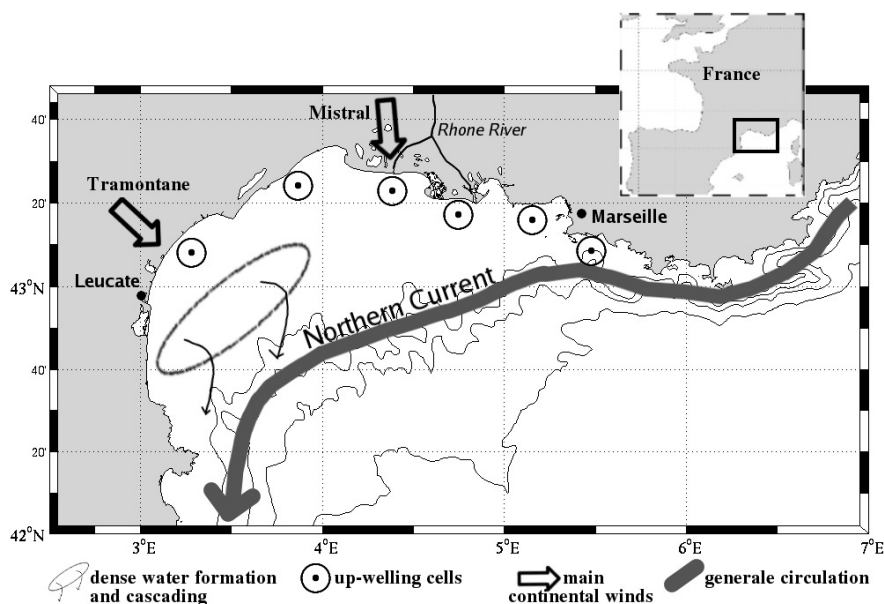 France
Mistral
Rhone River
40'
Tramontane
20'
Marseille
43°N
Leucate
Northern Current
40'
20'
42°N
3°E
4°E
5°E
6°E
7°E
dense water formation
and cascading
up-welling cells
main
continental winds
generale circulation